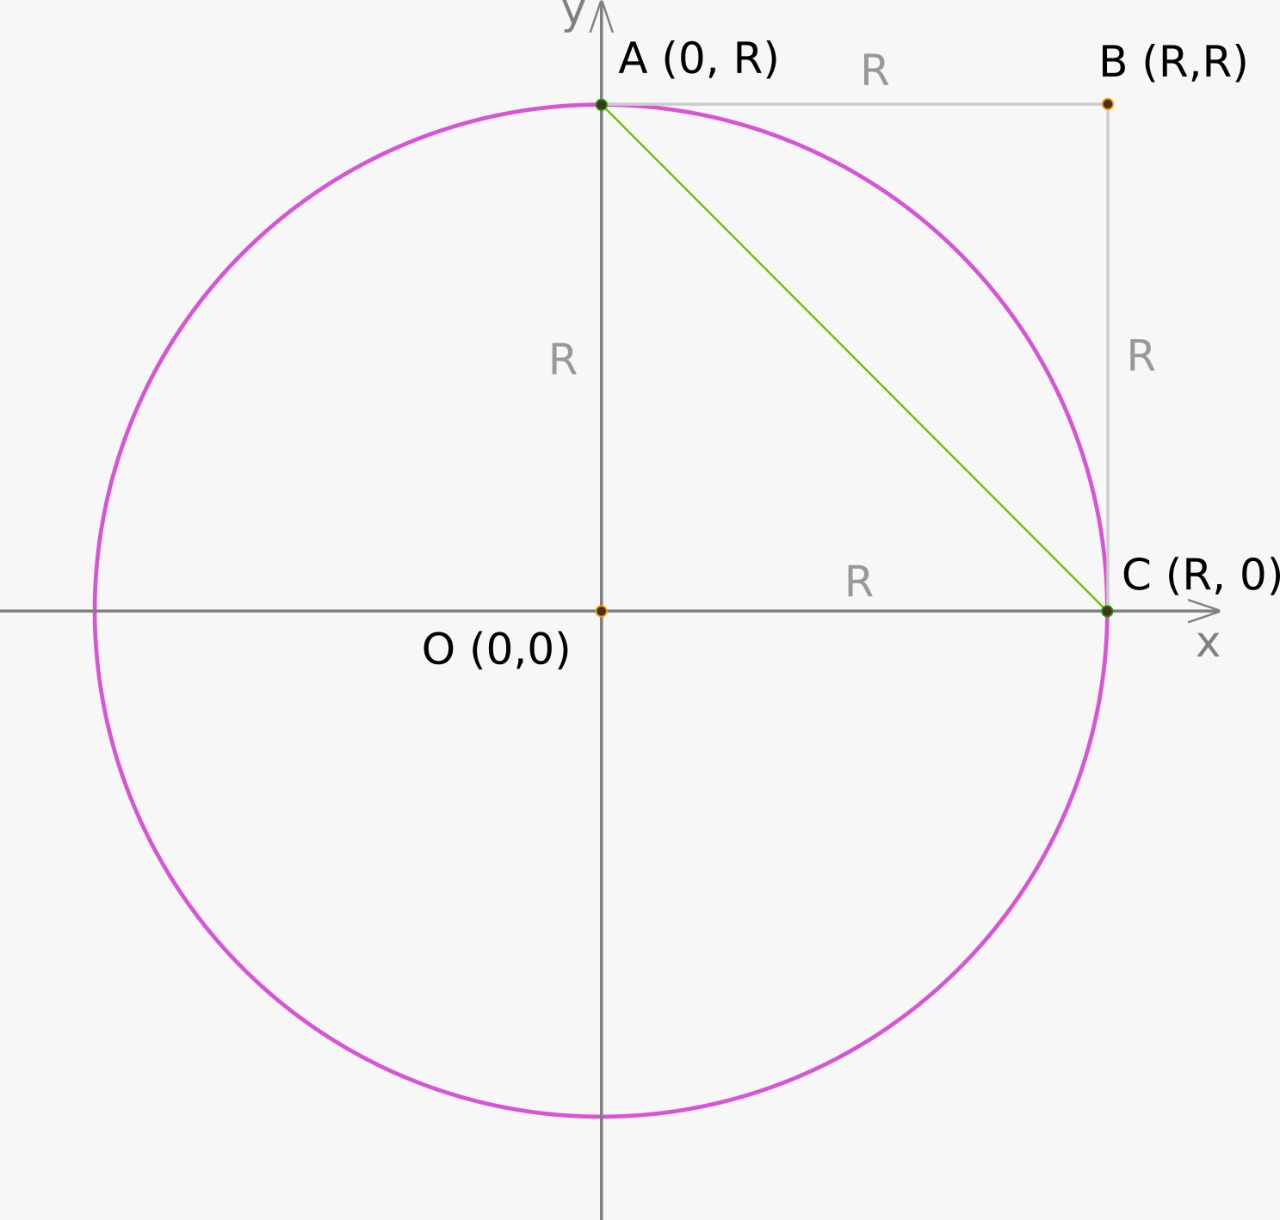 y
A (0, R)
R
B (R,R)
R
R
R
C (R, 0)
O (0,0)
x